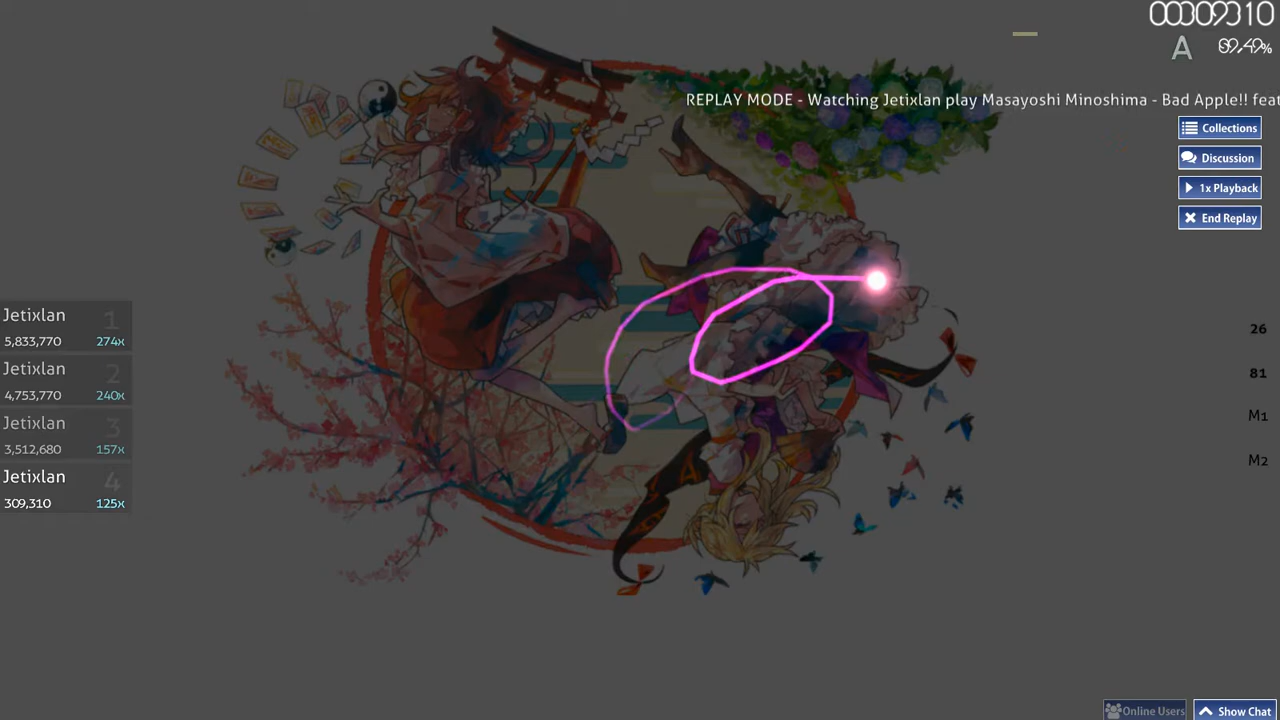 00309310
A 89.49%
REPLAY MODE - Watching Jetixlan play Masayoshi Minoshima - Bad Apple!! feat
Collections
Discussion
1x Playback
End Replay
Jetixlan 1
5,833,770 274x
Jetixlan 2
4,753,770 240x
Jetixlan 3
3,512,680 157x
Jetixlan 4
309,310 125x
26
81
M1
M2
Online Users
Show Chat